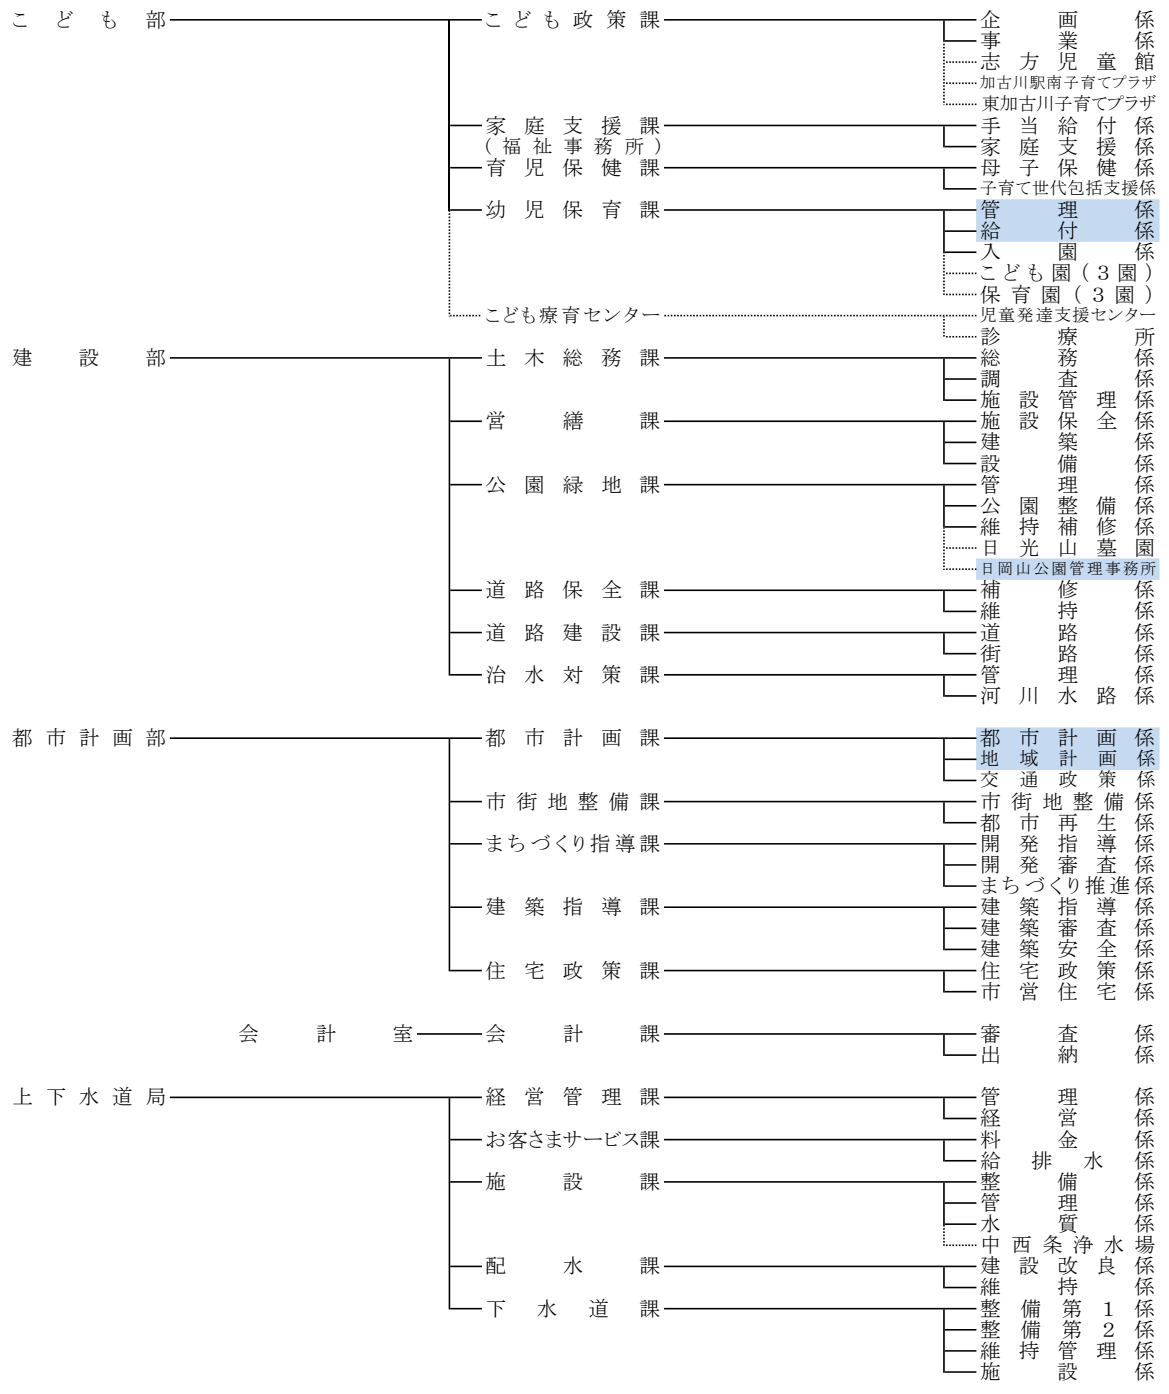 こども部 こども政策課 企画係
事業係
志方児童館
加古川駅南子育てプラザ
東加古川子育てプラザ
家庭支援課 手当給付係
(福祉事務所) 家庭支援係
育児保健課 母子保健係
子育て世代包括支援係
幼児保育課 管理係
給付係
入園係
こども園(3園)
保育園(3園)
こども療育センター 児童発達支援センター
診療所
建設部 土木総務課 総務係
調査係
施設管理係
営繕課 施設保全係
建築係
設備係
公園緑地課 管理係
公園整備係
維持補修係
日光山墓園
日岡山公園管理事務所
道路保全課 補修係
維持係
道路建設課 道路係
街路係
治水対策課 管理係
河川水路係
都市計画部 都市計画課 都市計画係
地域計画係
交通政策係
市街地整備課 市街地整備係
都市再生係
まちづくり指導課 開発指導係
開発審査係
まちづくり推進係
建築指導課 建築指導係
建築審査係
建築安全係
住宅政策課 住宅政策係
市営住宅係
会計室 会計課 審査係
出納係
上下水道局 経営管理課 管理係
経営係
お客さまサービス課 料金係
給排水係
施設課 整備係
管理係
水質係
中西条浄水場
配水課 建設改良係
維持係
下水道課 整備第1係
整備第2係
維持管理係
施設係